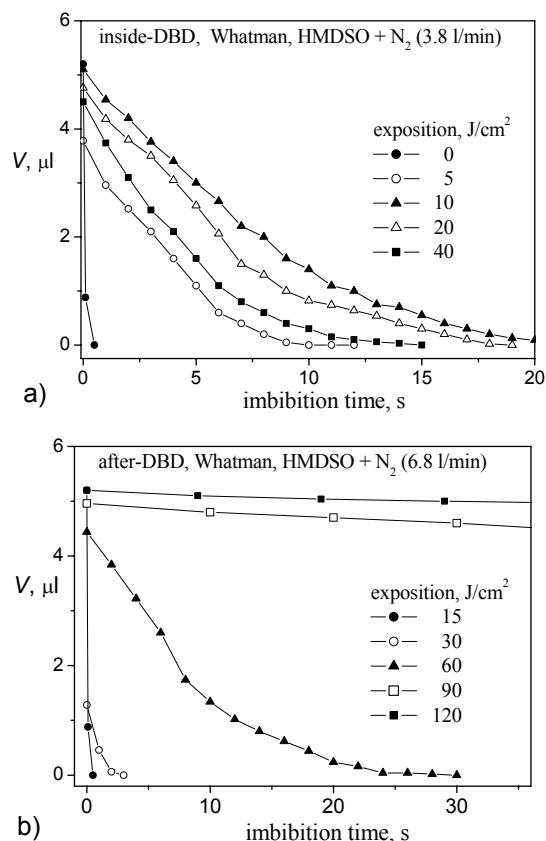 inside-DBD, Whatman, HMDSO + N₂ (3.8 l/min)
6
4
2
0
V, μl
exposition, J/cm²
0
5
10
20
40
0 5 10 15 20
imbibition time, s
a)
after-DBD, Whatman, HMDSO + N₂ (6.8 l/min)
6
4
2
0
V, μl
exposition, J/cm²
15
30
60
90
120
0 10 20 30
imbibition time, s
b)